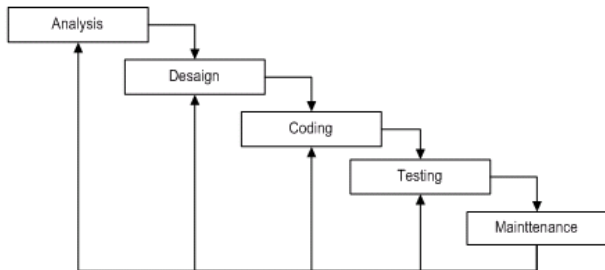 Analysis
Desaign
Coding
Testing
Mainttenance